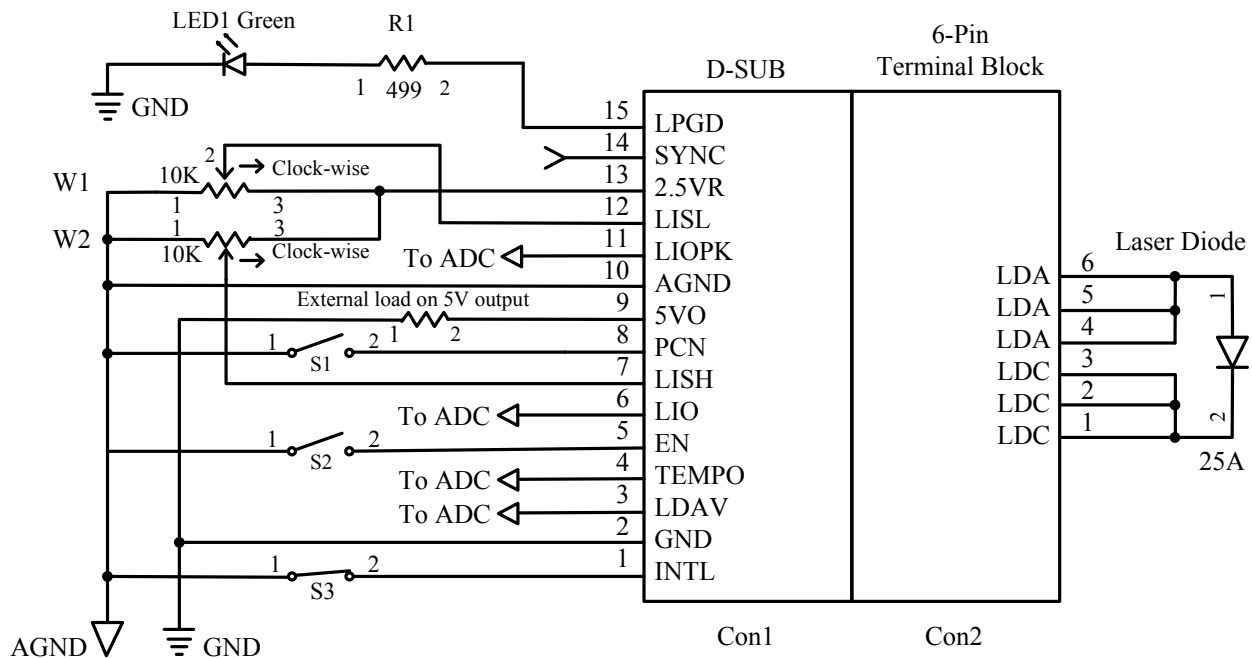 LED1 Green
R1
1 499 2
GND
6-Pin
Terminal Block
D-SUB
15 LPGD
14 SYNC
13 2.5VR
12 LISL
11 LIOPK
10 AGND
9 5VO
8 PCN
7 LISH
6 LIO
5 EN
4 TEMPO
3 LDAV
2 GND
1 INTL
W1
10K
2
Clock-wise
1 3
W2
1 3
10K
Clock-wise
To ADC
External load on 5V output
1 2
1 S1 2
To ADC
1 S2 2
To ADC
To ADC
1 S3 2
AGND
GND
Con1
Con2
Laser Diode
LDA 6
LDA 5
LDA 4
LDC 3
LDC 2
LDC 1
1
2
25A